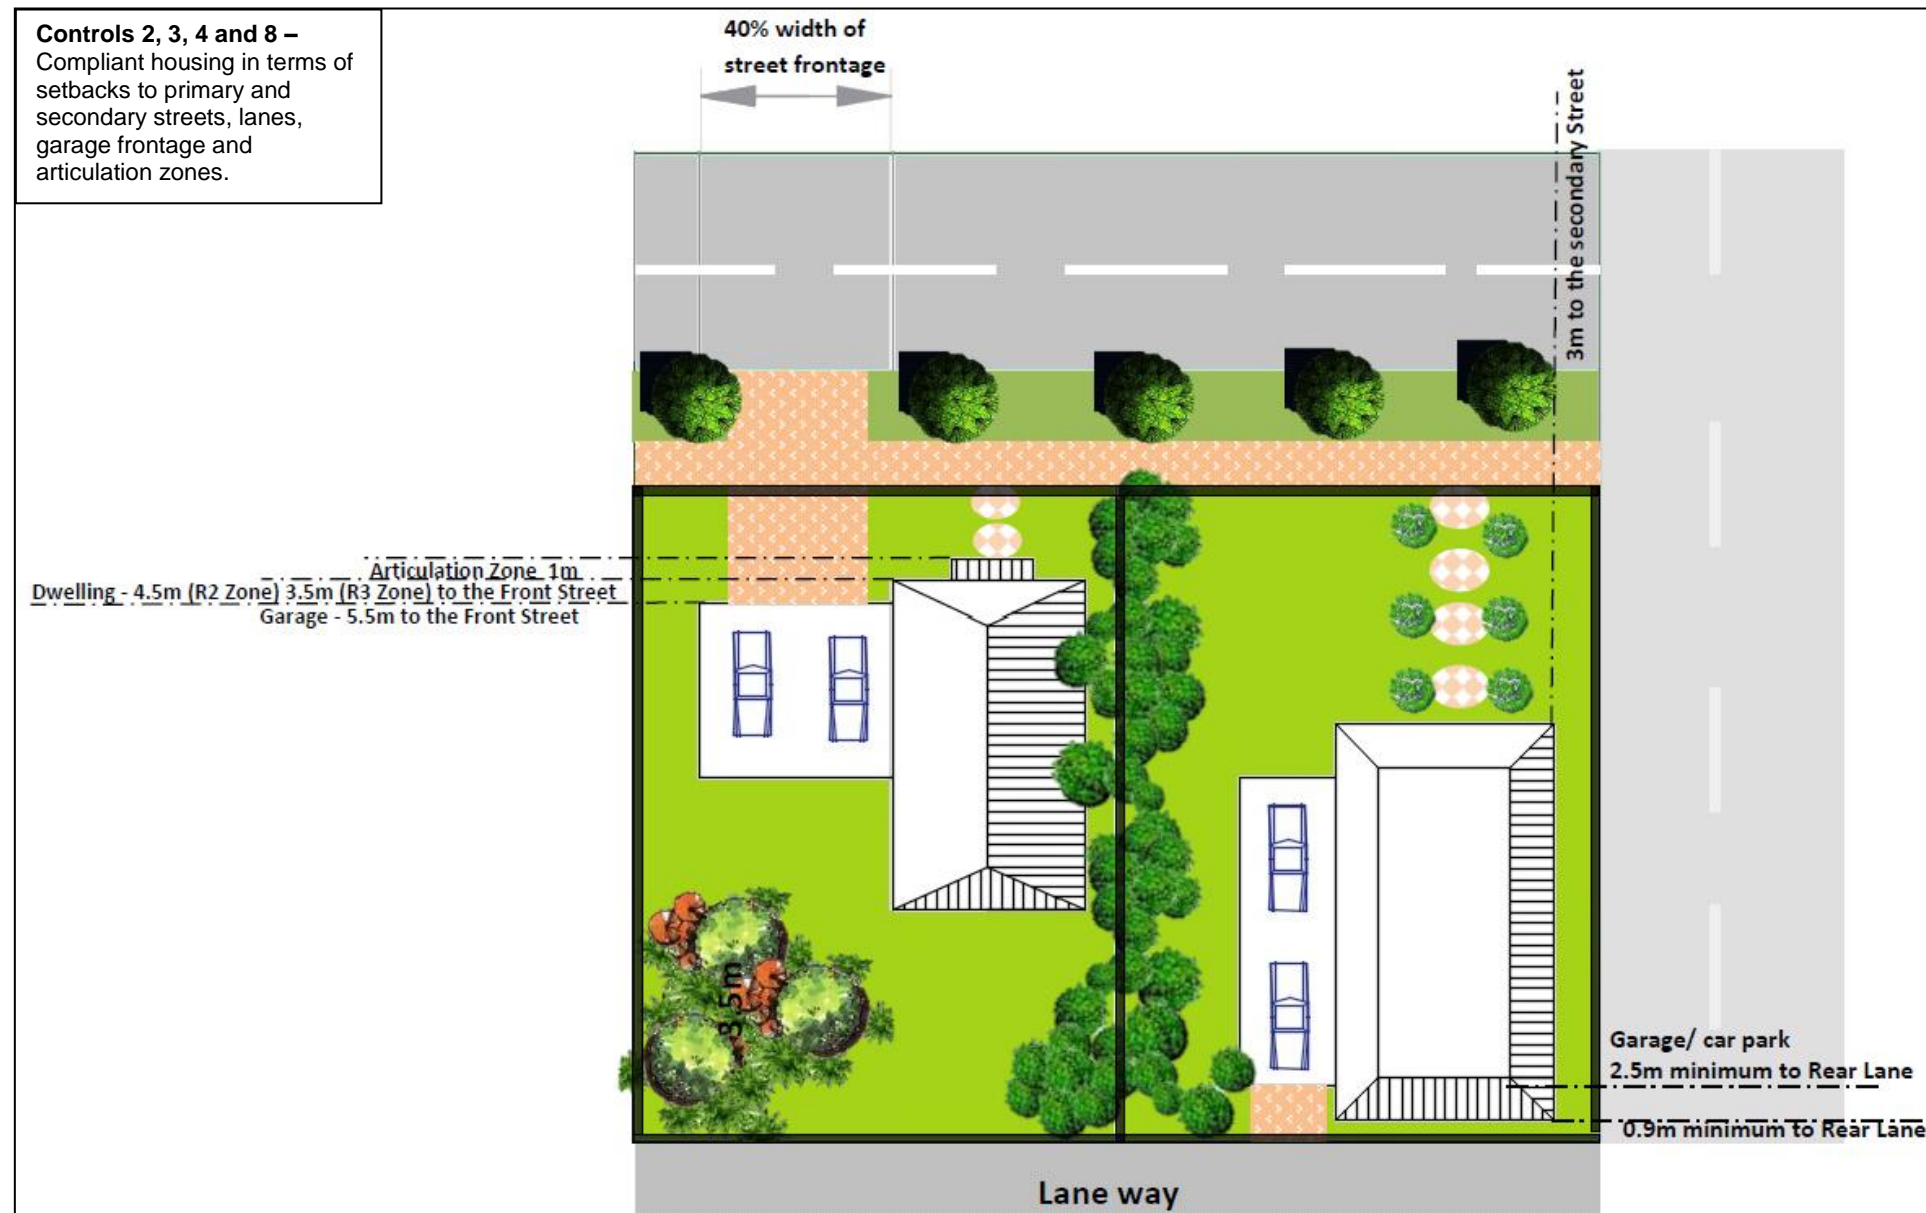 Controls 2, 3, 4 and 8 –
Compliant housing in terms of
setbacks to primary and
secondary streets, lanes,
garage frontage and
articulation zones.
40% width of
street frontage
3m to the secondary Street
Articulation Zone 1m
Dwelling - 4.5m (R2 Zone) 3.5m (R3 Zone) to the Front Street
Garage - 5.5m to the Front Street
3.5m
Garage/ car park
2.5m minimum to Rear Lane
0.9m minimum to Rear Lane
Lane way